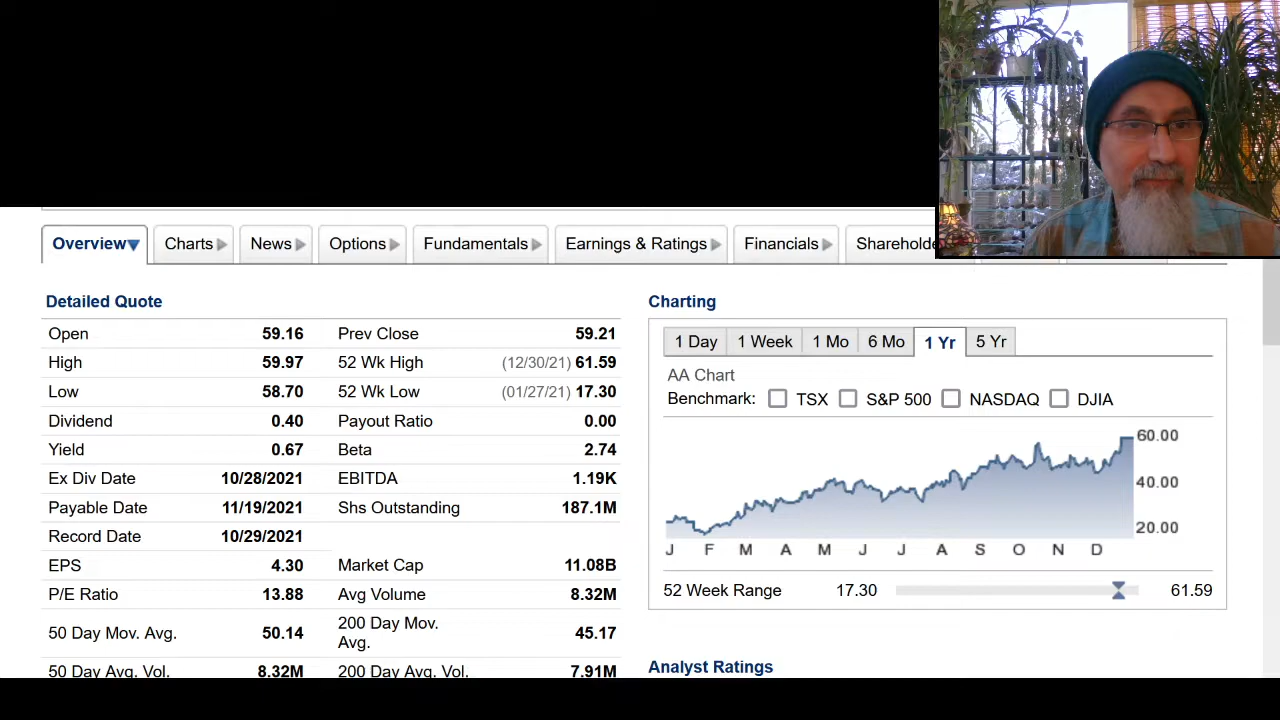 Overview Charts News Options Fundamentals Earnings & Ratings Financials Shareholde
Detailed Quote
Open 59.16 Prev Close 59.21
High 59.97 52 Wk High (12/30/21) 61.59
Low 58.70 52 Wk Low (01/27/21) 17.30
Dividend 0.40 Payout Ratio 0.00
Yield 0.67 Beta 2.74
Ex Div Date 10/28/2021 EBITDA 1.19K
Payable Date 11/19/2021 Shs Outstanding 187.1M
Record Date 10/29/2021
EPS 4.30 Market Cap 11.08B
P/E Ratio 13.88 Avg Volume 8.32M
50 Day Mov. Avg. 50.14 200 Day Mov. Avg. 45.17
50 Day Avg. Vol. 8.32M 200 Day Avg. Vol. 7.91M
Charting
1 Day 1 Week 1 Mo 6 Mo 1 Yr 5 Yr
AA Chart
Benchmark: TSX S&P 500 NASDAQ DJIA
60.00
40.00
20.00
J F M A M J J A S O N D
52 Week Range 17.30 61.59
Analyst Ratings